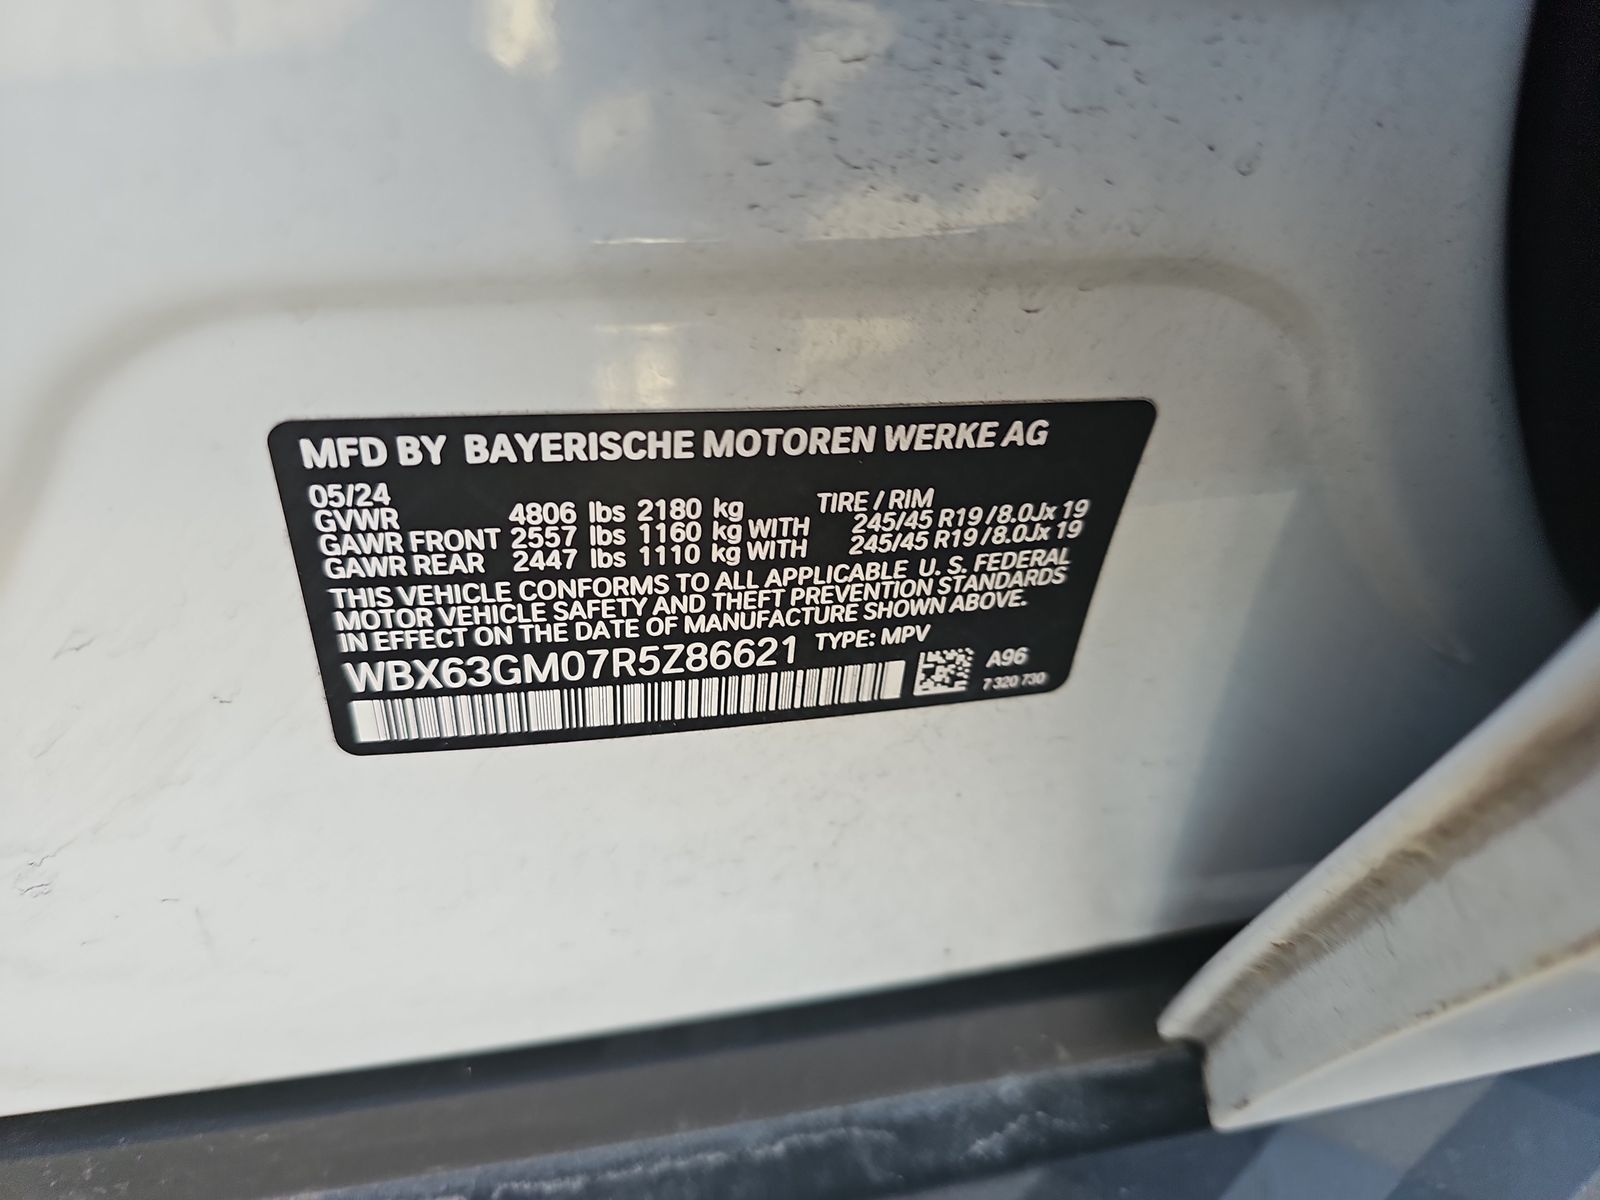 MFD BY BAYERISCHE MOTOREN WERKE AG
05/24 TIRE / RIM
GVWR 4806 lbs 2180 kg
GAWR FRONT 2557 lbs 1160 kg WITH 245/45 R19 /8.0Jx 19
GAWR REAR 2447 lbs 1110 kg WITH 245/45 R19 /8.0Jx 19
THIS VEHICLE CONFORMS TO ALL APPLICABLE U. S. FEDERAL
MOTOR VEHICLE SAFETY AND THEFT PREVENTION STANDARDS
IN EFFECT ON THE DATE OF MANUFACTURE SHOWN ABOVE.
WBX63GM07R5Z86621 TYPE: MPV
A96
7 320 730